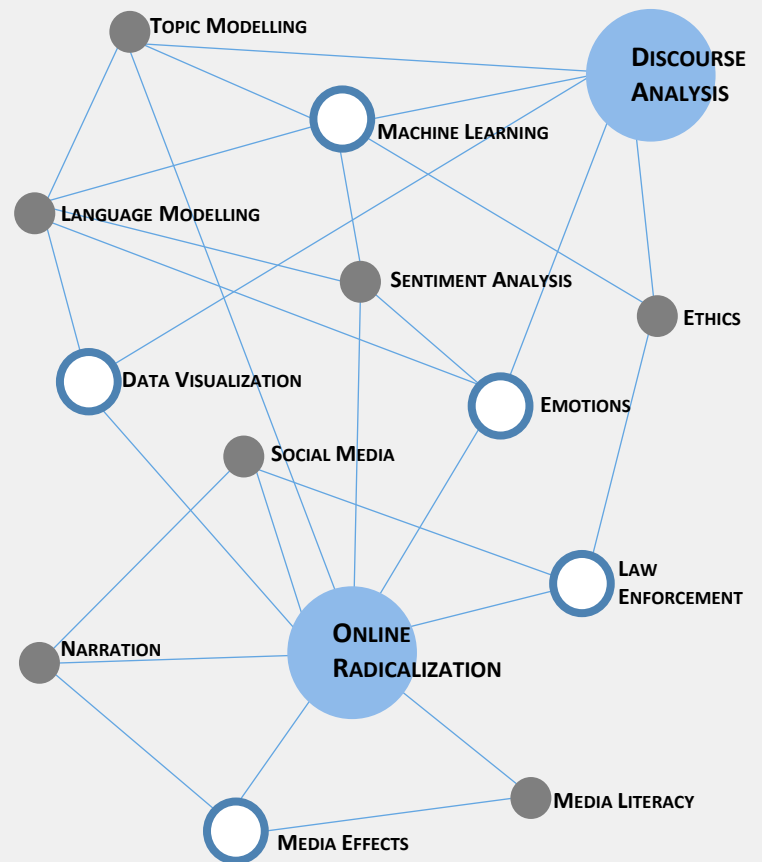 TOPIC MODELLING
DISCOURSE
ANALYSIS
MACHINE LEARNING
LANGUAGE MODELLING
SENTIMENT ANALYSIS
ETHICS
DATA VISUALIZATION
EMOTIONS
SOCIAL MEDIA
LAW
ENFORCEMENT
ONLINE
RADICALIZATION
NARRATION
MEDIA LITERACY
MEDIA EFFECTS